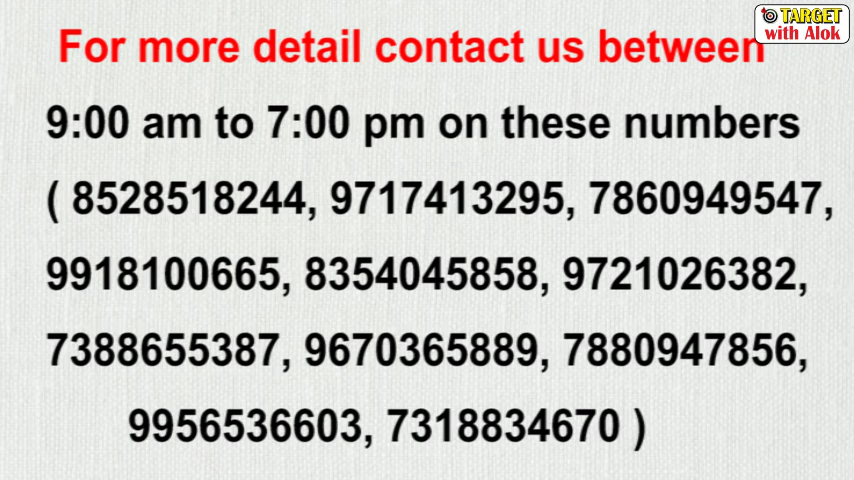 TARGET
with Alok
For more detail contact us between
9:00 am to 7:00 pm on these numbers
( 8528518244, 9717413295, 7860949547,
9918100665, 8354045858, 9721026382,
7388655387, 9670365889, 7880947856,
9956536603, 7318834670 )